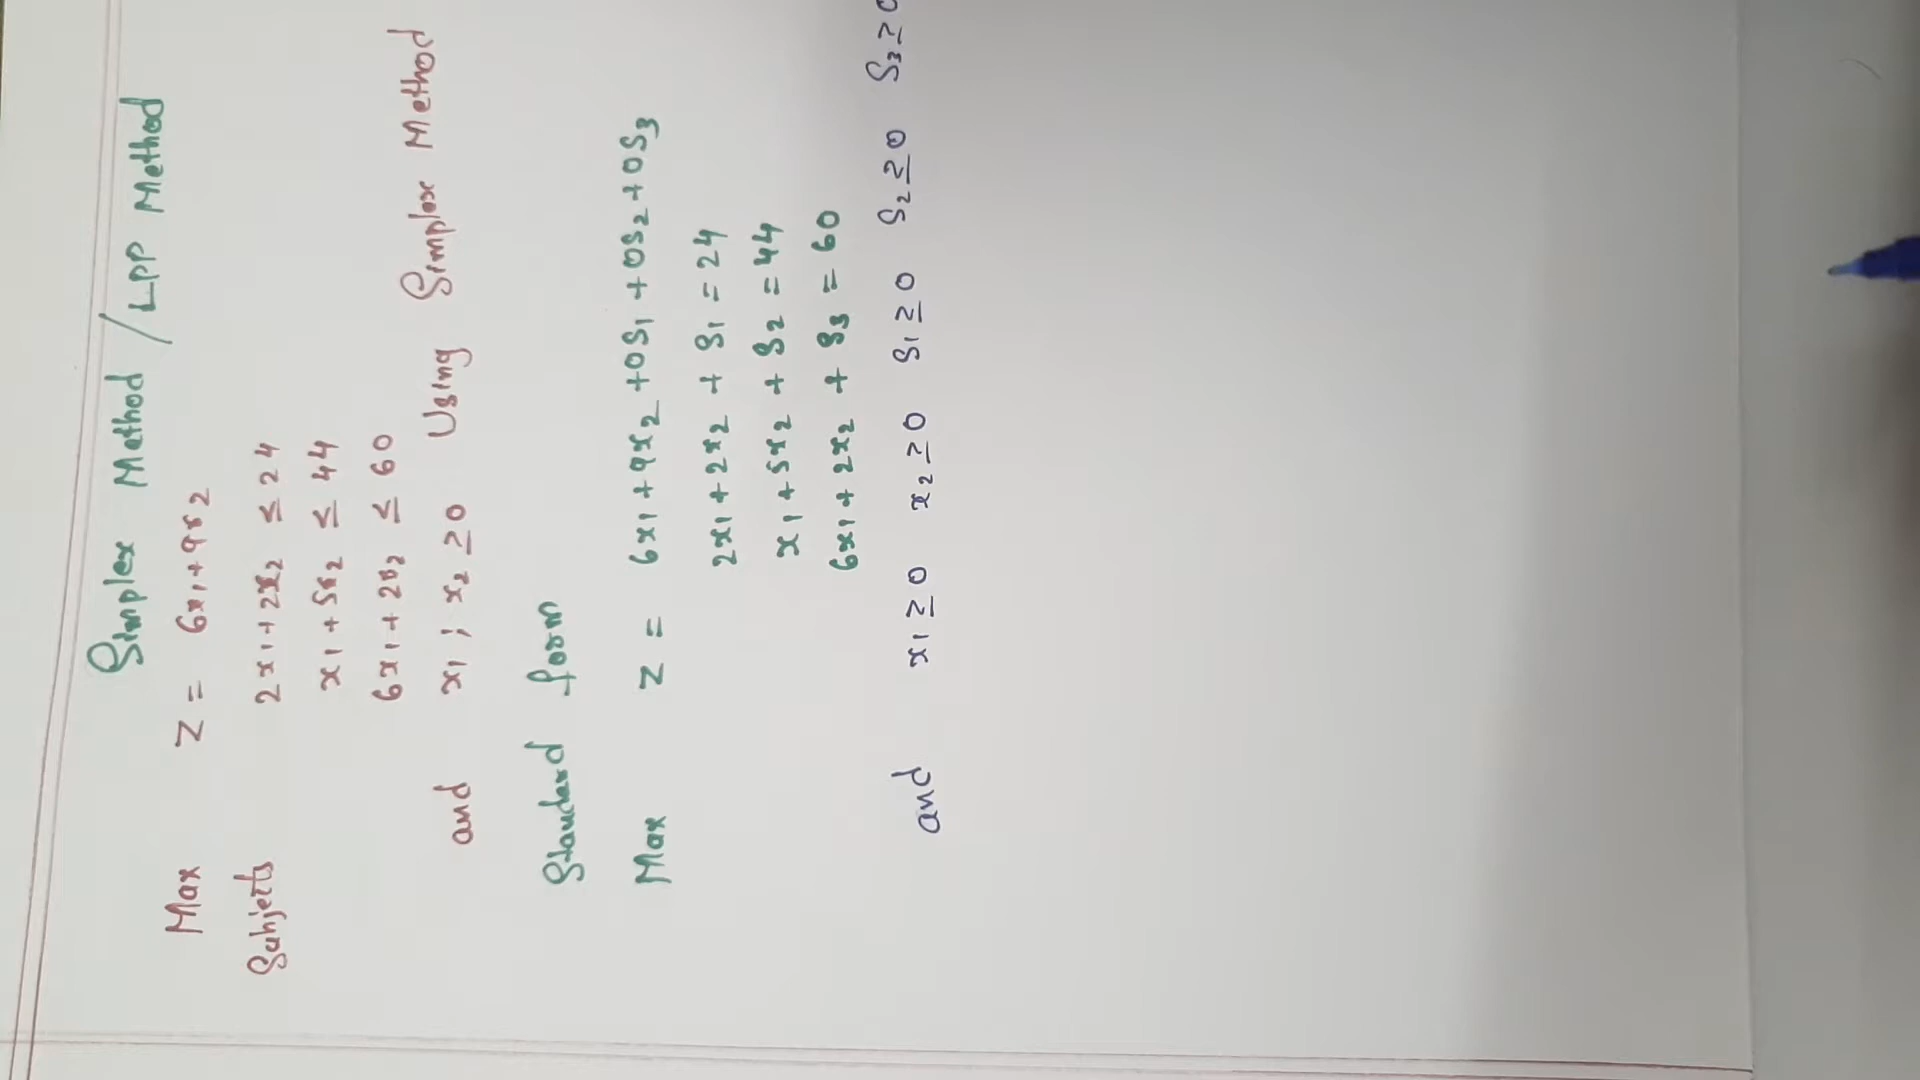 Simplex Method / LPP Method
Max Z = 6x1+9x2
Subjects 2x1+2x2 ≤ 24
x1+5x2 ≤ 44
6x1+2x2 ≤ 60
and x1; x2 ≥0 Using Simplex Method
Standard form
Max Z = 6x1+9x2+0S1+0S2+0S3
2x1+2x2+S1=24
x1+5x2+S2=44
6x1+2x2+S3=60
and x1≥0 x2≥0 S1≥0 S2≥0 S3≥0